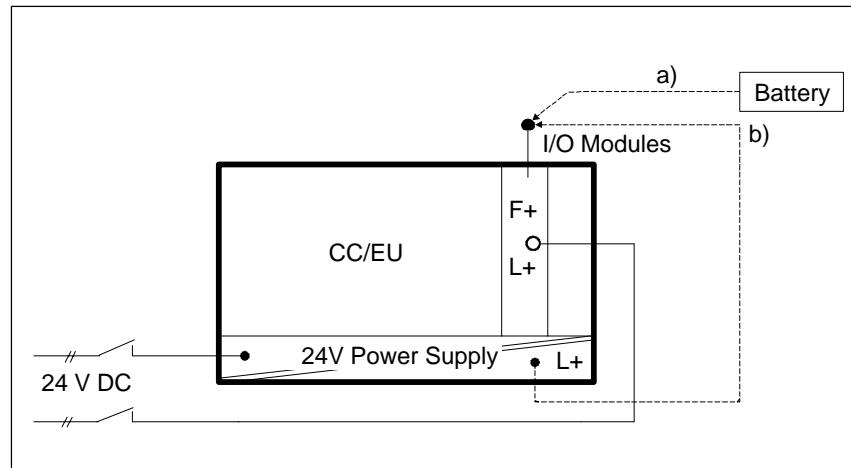 a)
Battery
b)
I/O Modules
F+
CC/EU
L+
24V Power Supply
L+
24 V DC